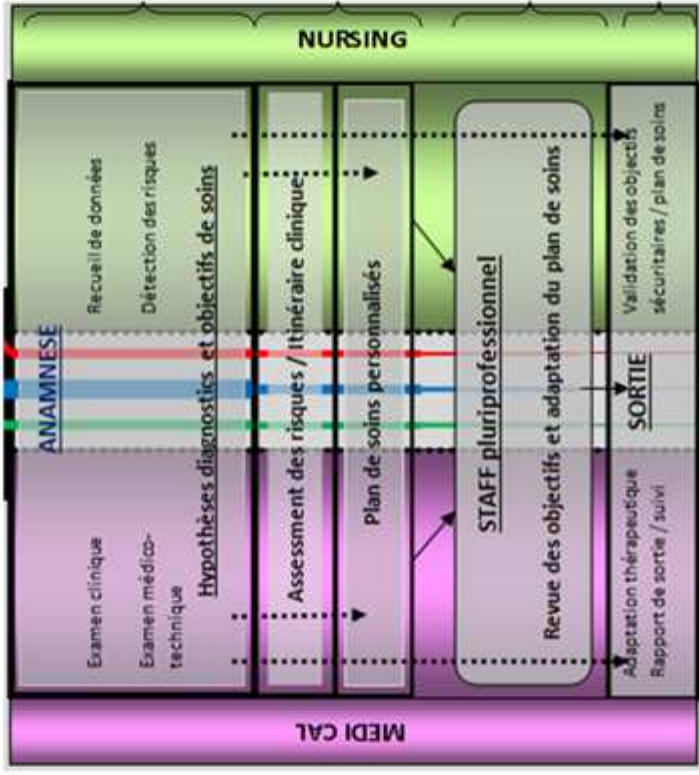 NURSING
ANAMNESE
Recueil de données
Détection des risques
Examen clinique
Examen médico-
technique
Hypothèses diagnostics et objectifs de soins
Assessment des risques / Itinéraire clinique
Plan de soins personnalisés
STAFF pluriprofessionnel
Revue des objectifs et adaptation du plan de soins
SORTIE
Validation des objectifs
sécuritaires / plan de soins
Adaptation thérapeutique
Rapport de sortie / suivi
MEDICAL